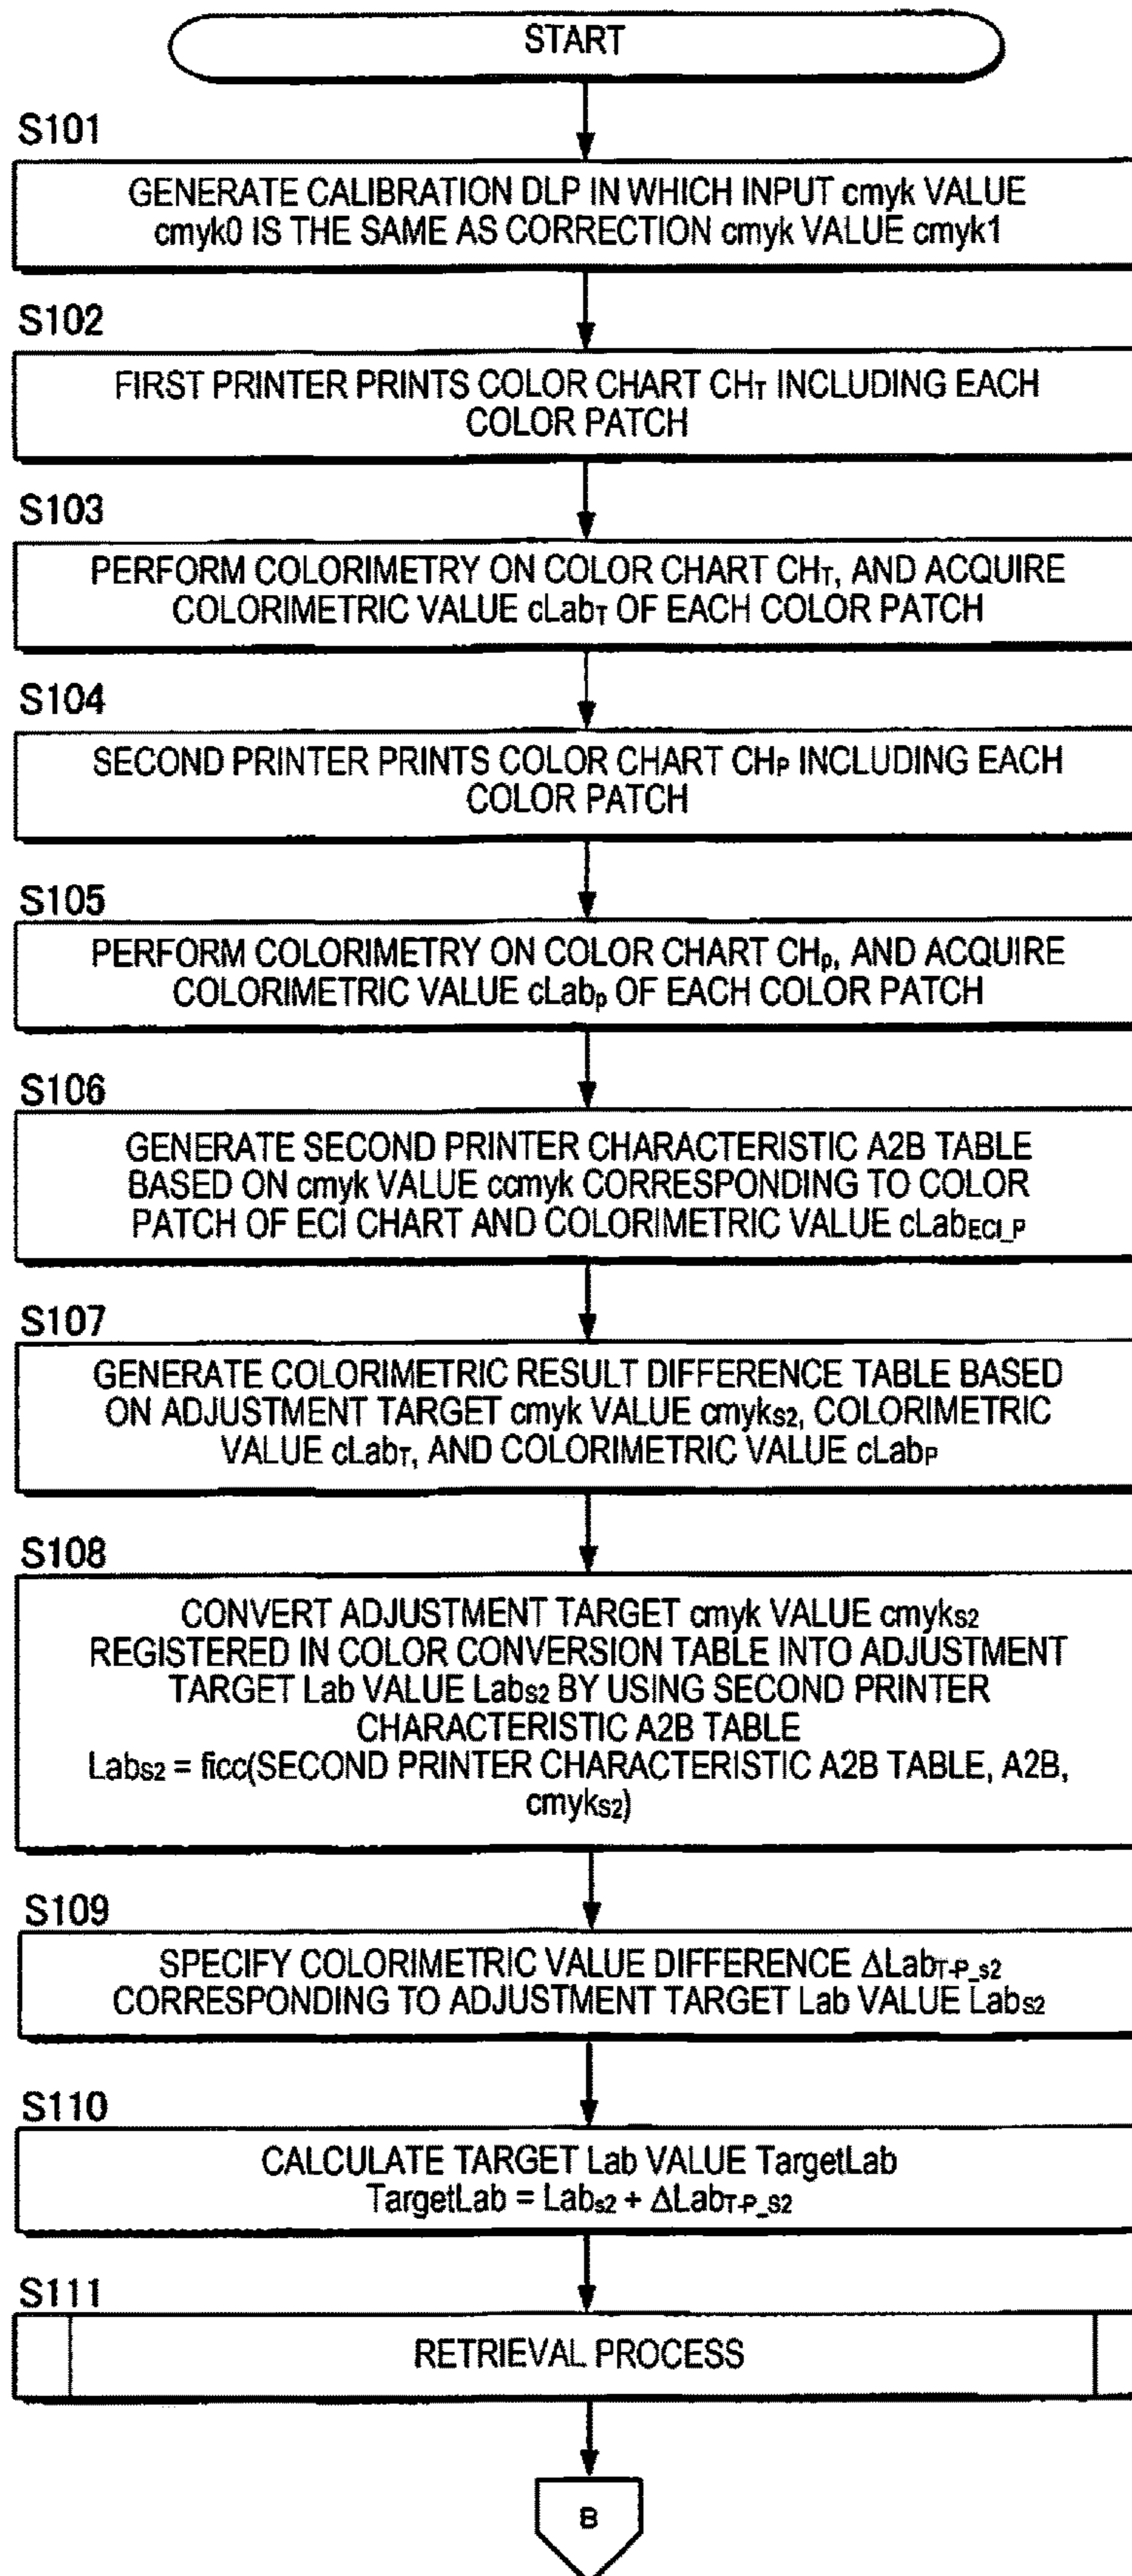 START
S101
GENERATE CALIBRATION DLP IN WHICH INPUT cmyk VALUE
cmyk0 IS THE SAME AS CORRECTION cmyk VALUE cmyk1
S102
FIRST PRINTER PRINTS COLOR CHART CHT INCLUDING EACH
COLOR PATCH
S103
PERFORM COLORIMETRY ON COLOR CHART CHT, AND ACQUIRE
COLORIMETRIC VALUE cLabT OF EACH COLOR PATCH
S104
SECOND PRINTER PRINTS COLOR CHART CHP INCLUDING EACH
COLOR PATCH
S105
PERFORM COLORIMETRY ON COLOR CHART CHp, AND ACQUIRE
COLORIMETRIC VALUE cLabp OF EACH COLOR PATCH
S106
GENERATE SECOND PRINTER CHARACTERISTIC A2B TABLE
BASED ON cmyk VALUE ccmyk CORRESPONDING TO COLOR
PATCH OF ECI CHART AND COLORIMETRIC VALUE cLabECI_P
S107
GENERATE COLORIMETRIC RESULT DIFFERENCE TABLE BASED
ON ADJUSTMENT TARGET cmyk VALUE cmyks2, COLORIMETRIC
VALUE cLabT, AND COLORIMETRIC VALUE cLabP
S108
CONVERT ADJUSTMENT TARGET cmyk VALUE cmyks2
REGISTERED IN COLOR CONVERSION TABLE INTO ADJUSTMENT
TARGET Lab VALUE Labs2 BY USING SECOND PRINTER
CHARACTERISTIC A2B TABLE
Labs2 = ficc(SECOND PRINTER CHARACTERISTIC A2B TABLE, A2B,
cmyks2)
S109
SPECIFY COLORIMETRIC VALUE DIFFERENCE ΔLabT-P_s2
CORRESPONDING TO ADJUSTMENT TARGET Lab VALUE Labs2
S110
CALCULATE TARGET Lab VALUE TargetLab
TargetLab = Labs2 + ΔLabT-P_S2
S111
RETRIEVAL PROCESS
B